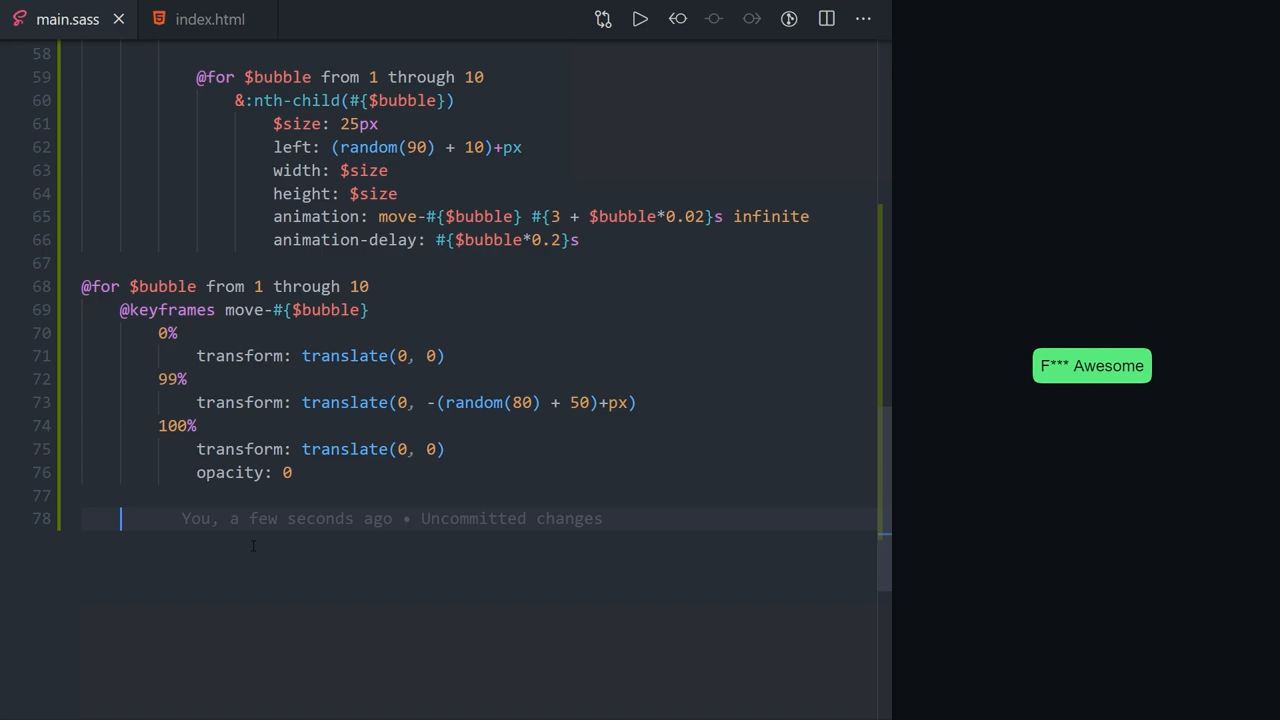 main.sass
index.html
58
59 @for $bubble from 1 through 10
60 &:nth-child(#{$bubble})
61 $size: 25px
62 left: (random(90) + 10)+px
63 width: $size
64 height: $size
65 animation: move-#{$bubble} #{3 + $bubble*0.02}s infinite
66 animation-delay: #{$bubble*0.2}s
67
68 @for $bubble from 1 through 10
69 @keyframes move-#{$bubble}
70 0%
71 transform: translate(0, 0)
72 99%
73 transform: translate(0, -(random(80) + 50)+px)
74 100%
75 transform: translate(0, 0)
76 opacity: 0
77
78 You, a few seconds ago • Uncommitted changes
F*** Awesome